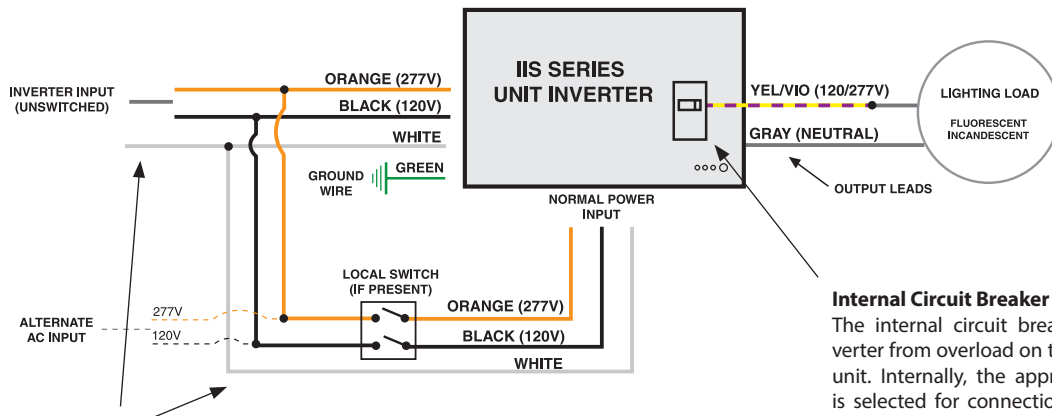 IIS SERIES
UNIT INVERTER
INVERTER INPUT
(UNSWITCHED)
ORANGE (277V)
BLACK (120V)
WHITE
GROUND
WIRE
GREEN
YEL/VIO (120/277V)
GRAY (NEUTRAL)
LIGHTING LOAD
FLUORESCENT
INCANDESCENT
OUTPUT LEADS
NORMAL POWER
INPUT
LOCAL SWITCH
(IF PRESENT)
ORANGE (277V)
BLACK (120V)
WHITE
ALTERNATE
AC INPUT
277V
120V
Internal Circuit Breaker
The internal circuit brea
verter from overload on t
unit. Internally, the appr
is selected for connectio